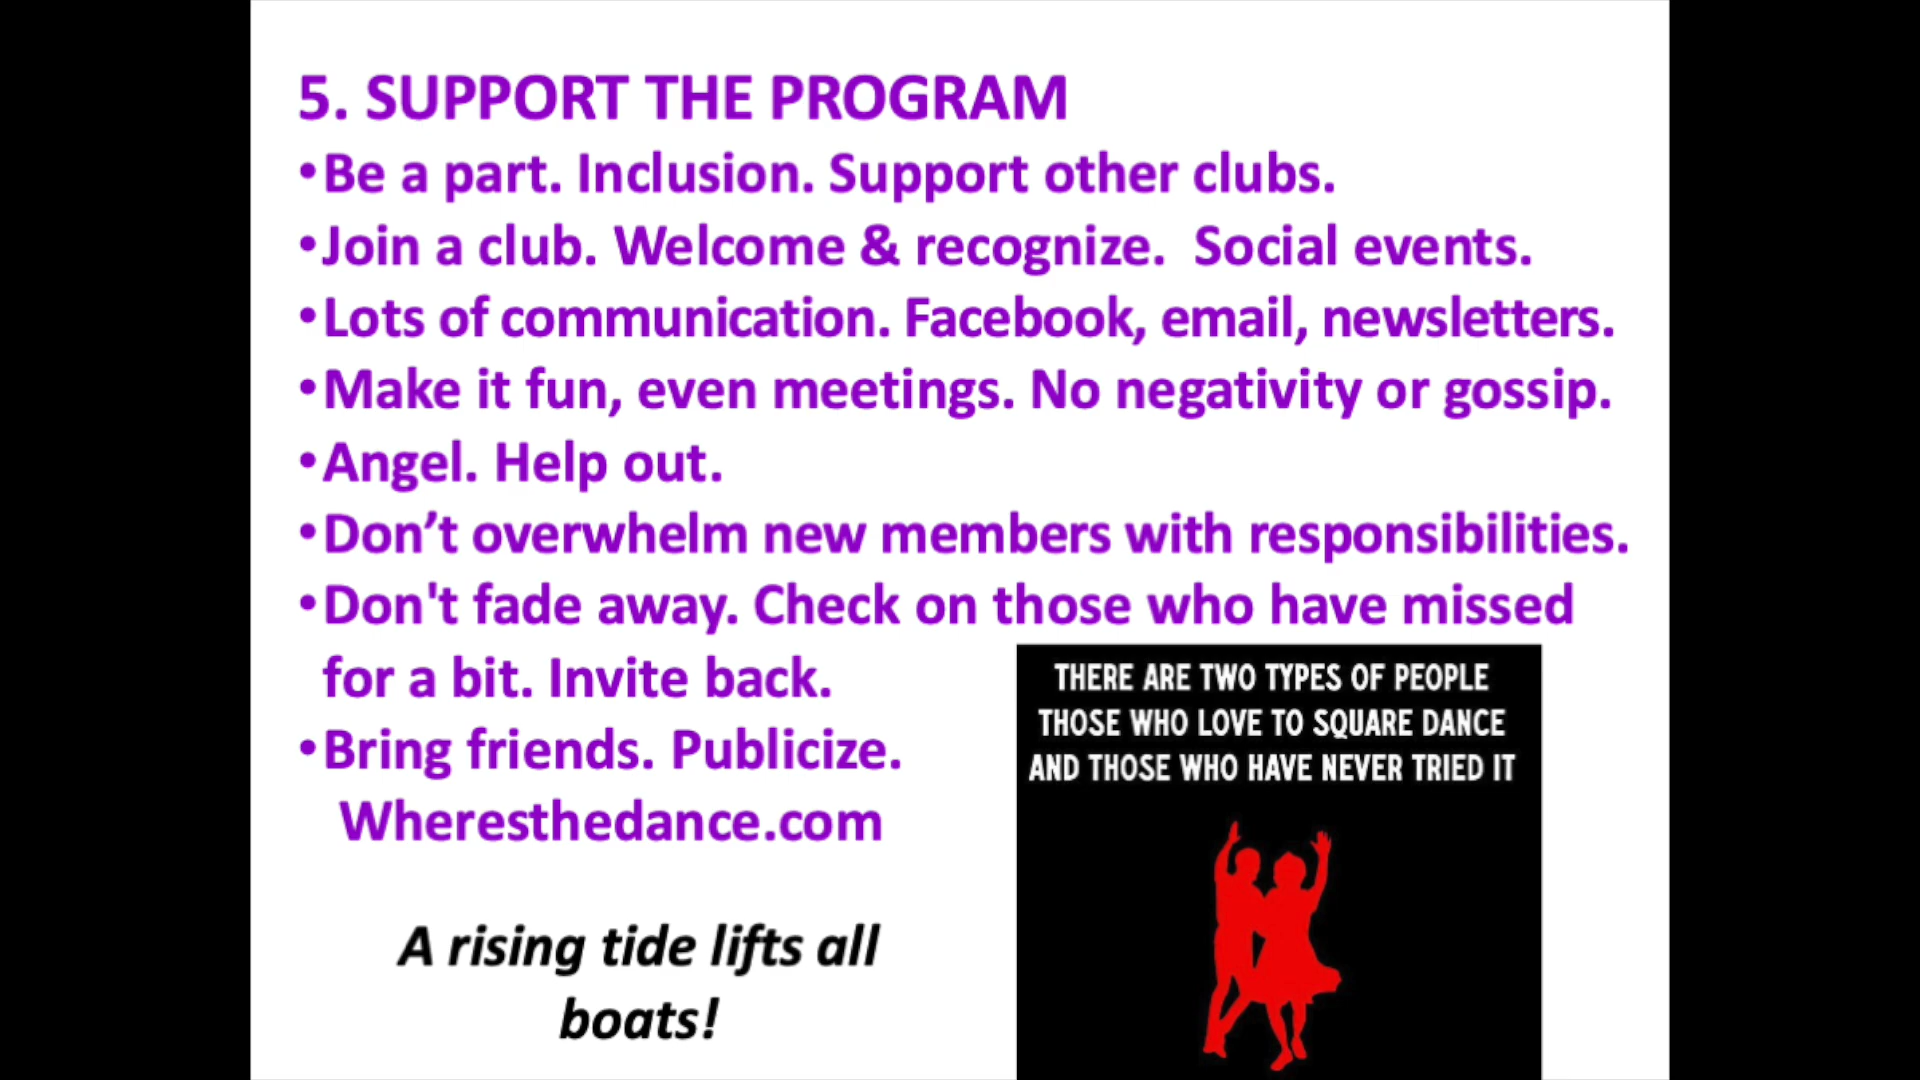 5. SUPPORT THE PROGRAM
•Be a part. Inclusion. Support other clubs.
•Join a club. Welcome & recognize.  Social events.
•Lots of communication. Facebook, email, newsletters.
•Make it fun, even meetings. No negativity or gossip.
•Angel. Help out.
•Don’t overwhelm new members with responsibilities.
•Don't fade away. Check on those who have missed
for a bit. Invite back.
•Bring friends. Publicize.
Wheresthedance.com
A rising tide lifts all
boats!
THERE ARE TWO TYPES OF PEOPLE
THOSE WHO LOVE TO SQUARE DANCE
AND THOSE WHO HAVE NEVER TRIED IT